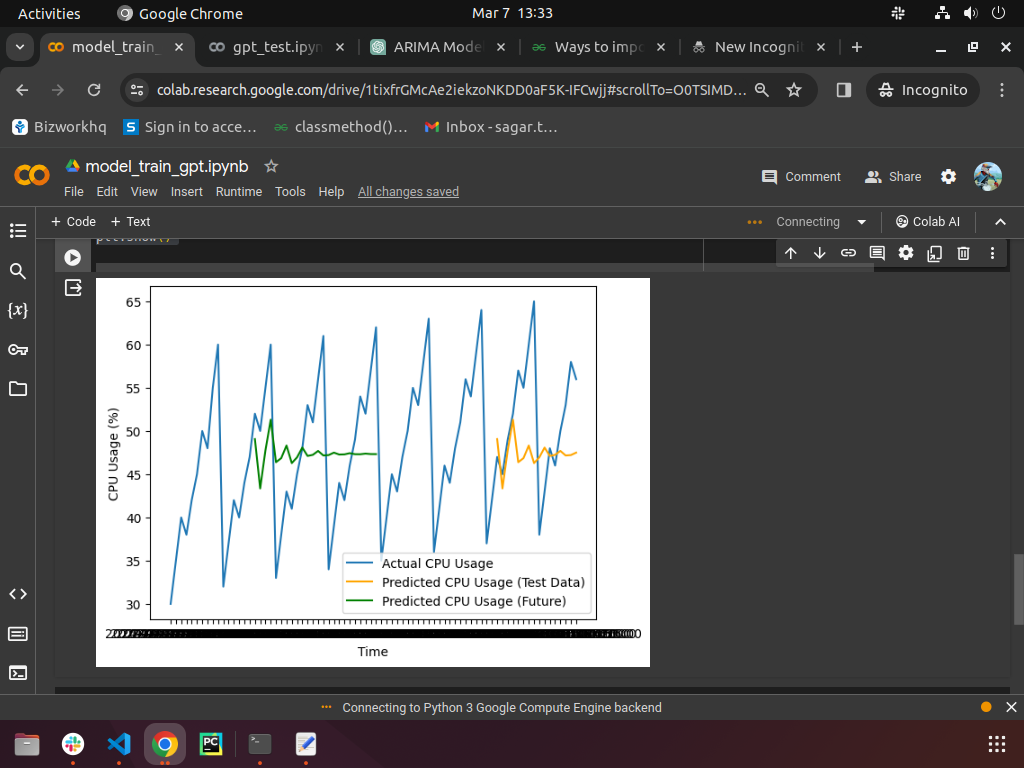 Activities Google Chrome Mar 7 13:33
model_train_ gpt_test.ipyn ARIMA Mode Ways to imp New Incogni
colab.research.google.com/drive/1tixfrGMcAe2iekzoNKDD0aF5K-IFCwjj#scrollTo=O0TSIMD... Incognito
Bizworkhq Sign in to acce... classmethod()... Inbox - sagar.t...
model_train_gpt.ipynb
File Edit View Insert Runtime Tools Help All changes saved
Comment Share
+ Code + Text Connecting Colab AI
plt.show()
65
60
55
50
45
40
35
30
CPU Usage (%)
Actual CPU Usage
Predicted CPU Usage (Test Data)
Predicted CPU Usage (Future)
Time
Connecting to Python 3 Google Compute Engine backend